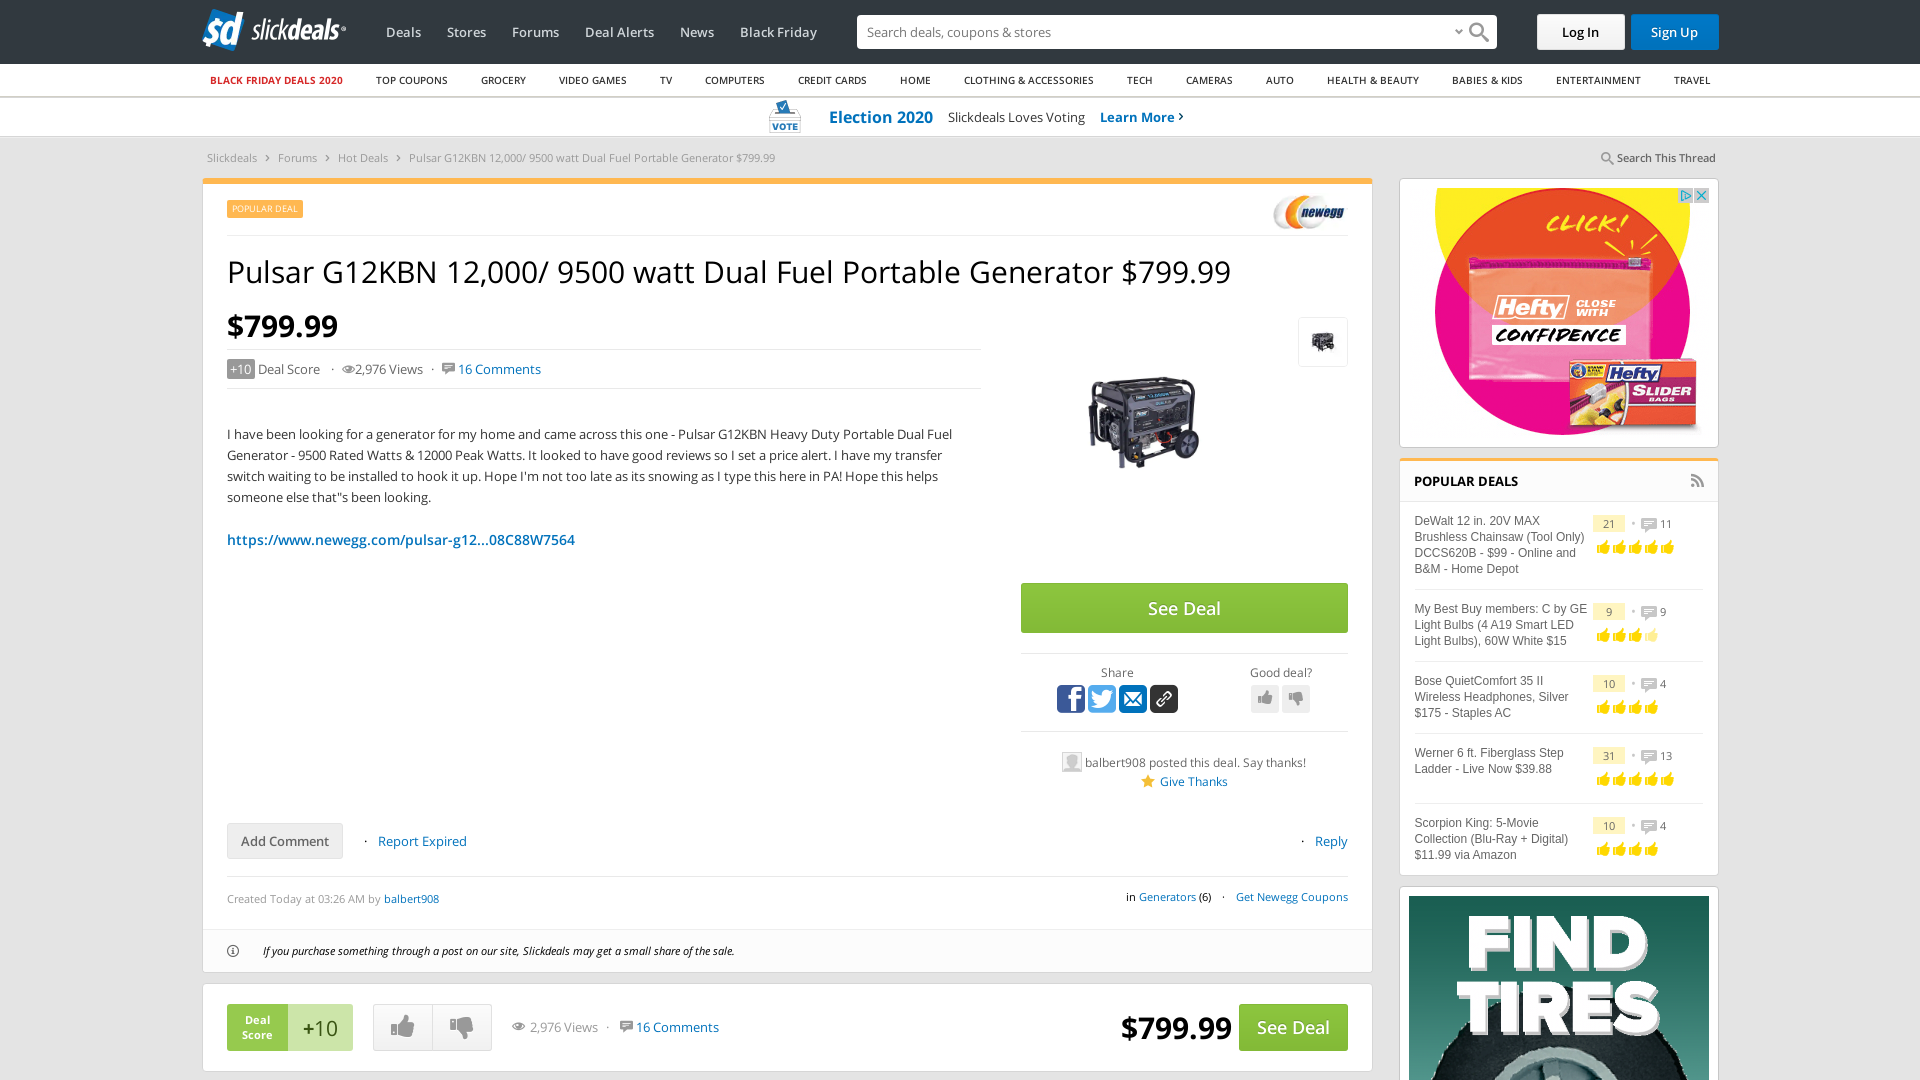 sd slickdeals
Deals Stores Forums Deal Alerts News Black Friday
Search deals, coupons & stores
Log In Sign Up
BLACK FRIDAY DEALS 2020 TOP COUPONS GROCERY VIDEO GAMES TV COMPUTERS CREDIT CARDS HOME CLOTHING & ACCESSORIES TECH CAMERAS AUTO HEALTH & BEAUTY BABIES & KIDS ENTERTAINMENT TRAVEL
VOTE Election 2020 Slickdeals Loves Voting Learn More
Slickdeals Forums Hot Deals Pulsar G12KBN 12,000/ 9500 watt Dual Fuel Portable Generator $799.99
Search This Thread
POPULAR DEAL
newegg
Pulsar G12KBN 12,000/ 9500 watt Dual Fuel Portable Generator $799.99
$799.99
+10 Deal Score · 2,976 Views · 16 Comments
I have been looking for a generator for my home and came across this one - Pulsar G12KBN Heavy Duty Portable Dual Fuel
Generator - 9500 Rated Watts & 12000 Peak Watts. It looked to have good reviews so I set a price alert. I have my transfer
switch waiting to be installed to hook it up. Hope I'm not too late as its snowing as I type this here in PA! Hope this helps
someone else that"s been looking.
https://www.newegg.com/pulsar-g12...08C88W7564
See Deal
Share
Good deal?
balbert908 posted this deal. Say thanks!
Give Thanks
Add Comment · Report Expired
· Reply
Created Today at 03:26 AM by balbert908
in Generators (6) · Get Newegg Coupons
If you purchase something through a post on our site, Slickdeals may get a small share of the sale.
Deal
Score
+10
2,976 Views · 16 Comments
$799.99 See Deal
CLICK!
Hefty CLOSE
WITH
CONFIDENCE
Hefty
SLIDER
BAGS
POPULAR DEALS
DeWalt 12 in. 20V MAX
Brushless Chainsaw (Tool Only)
DCCS620B - $99 - Online and
B&M - Home Depot
21 · 11
My Best Buy members: C by GE
Light Bulbs (4 A19 Smart LED
Light Bulbs), 60W White $15
9 · 9
Bose QuietComfort 35 II
Wireless Headphones, Silver
$175 - Staples AC
10 · 4
Werner 6 ft. Fiberglass Step
Ladder - Live Now $39.88
31 · 13
Scorpion King: 5-Movie
Collection (Blu-Ray + Digital)
$11.99 via Amazon
10 · 4
FIND
TIRES